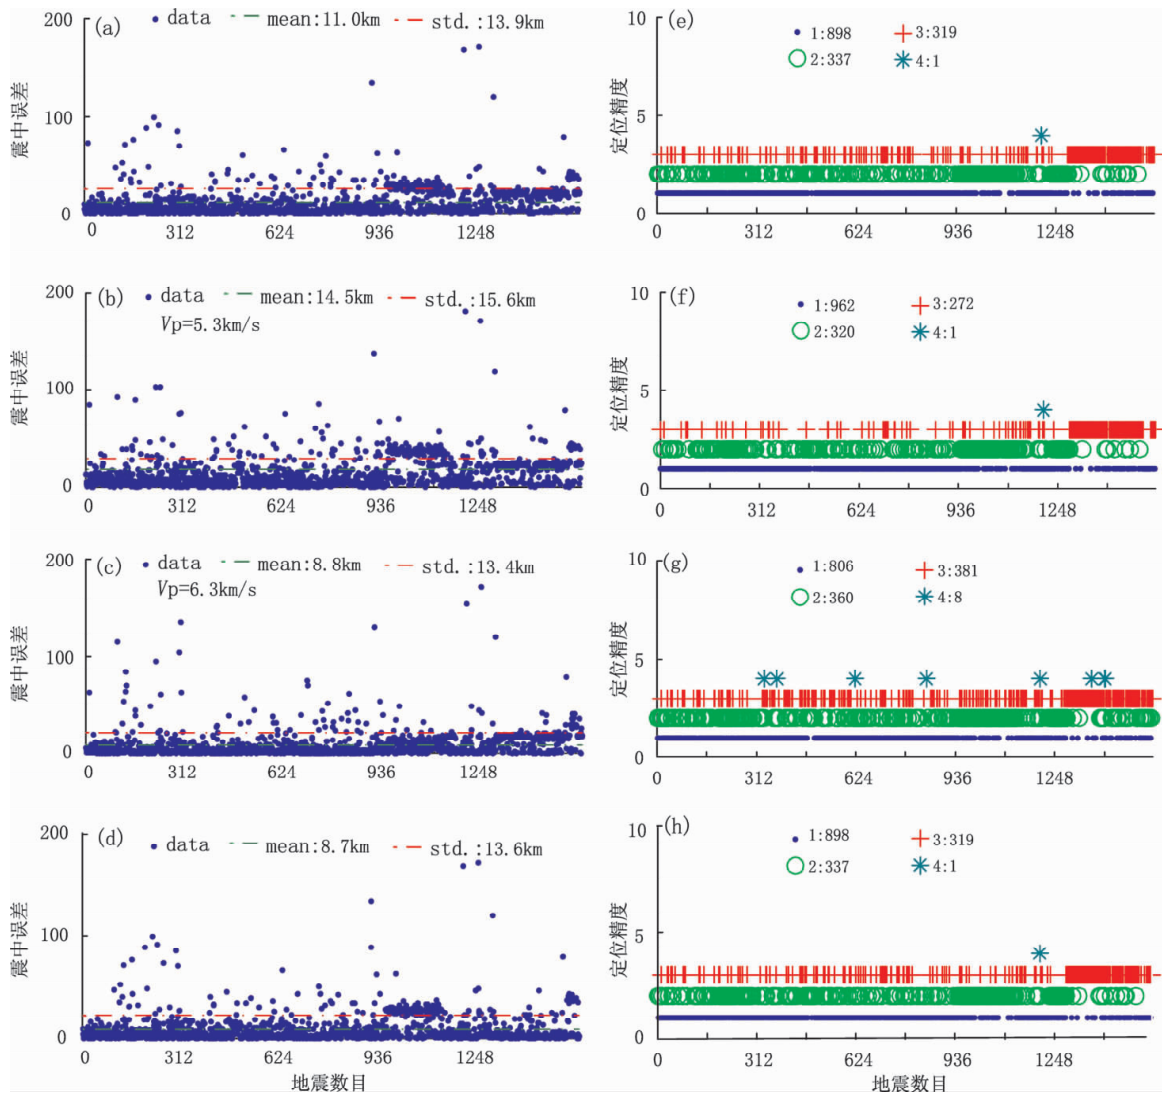 (a)
data mean:11.0km std.:13.9km
200
100
0
震中误差
0 312 624 936 1248
(e)
1:898 3:319
2:337 4:1
10
5
0
定位精度
0 312 624 936 1248
(b)
data mean:14.5km std.:15.6km
Vp=5.3km/s
200
100
0
震中误差
0 312 624 936 1248
(f)
1:962 3:272
2:320 4:1
10
5
0
定位精度
0 312 624 936 1248
(c)
data mean:8.8km std.:13.4km
Vp=6.3km/s
200
100
0
震中误差
0 312 624 936 1248
(g)
1:806 3:381
2:360 4:8
10
5
0
定位精度
0 312 624 936 1248
(d)
data mean:8.7km std.:13.6km
200
100
0
震中误差
0 312 624 936 1248
地震数目
(h)
1:898 3:319
2:337 4:1
10
5
0
定位精度
0 312 624 936 1248
地震数目